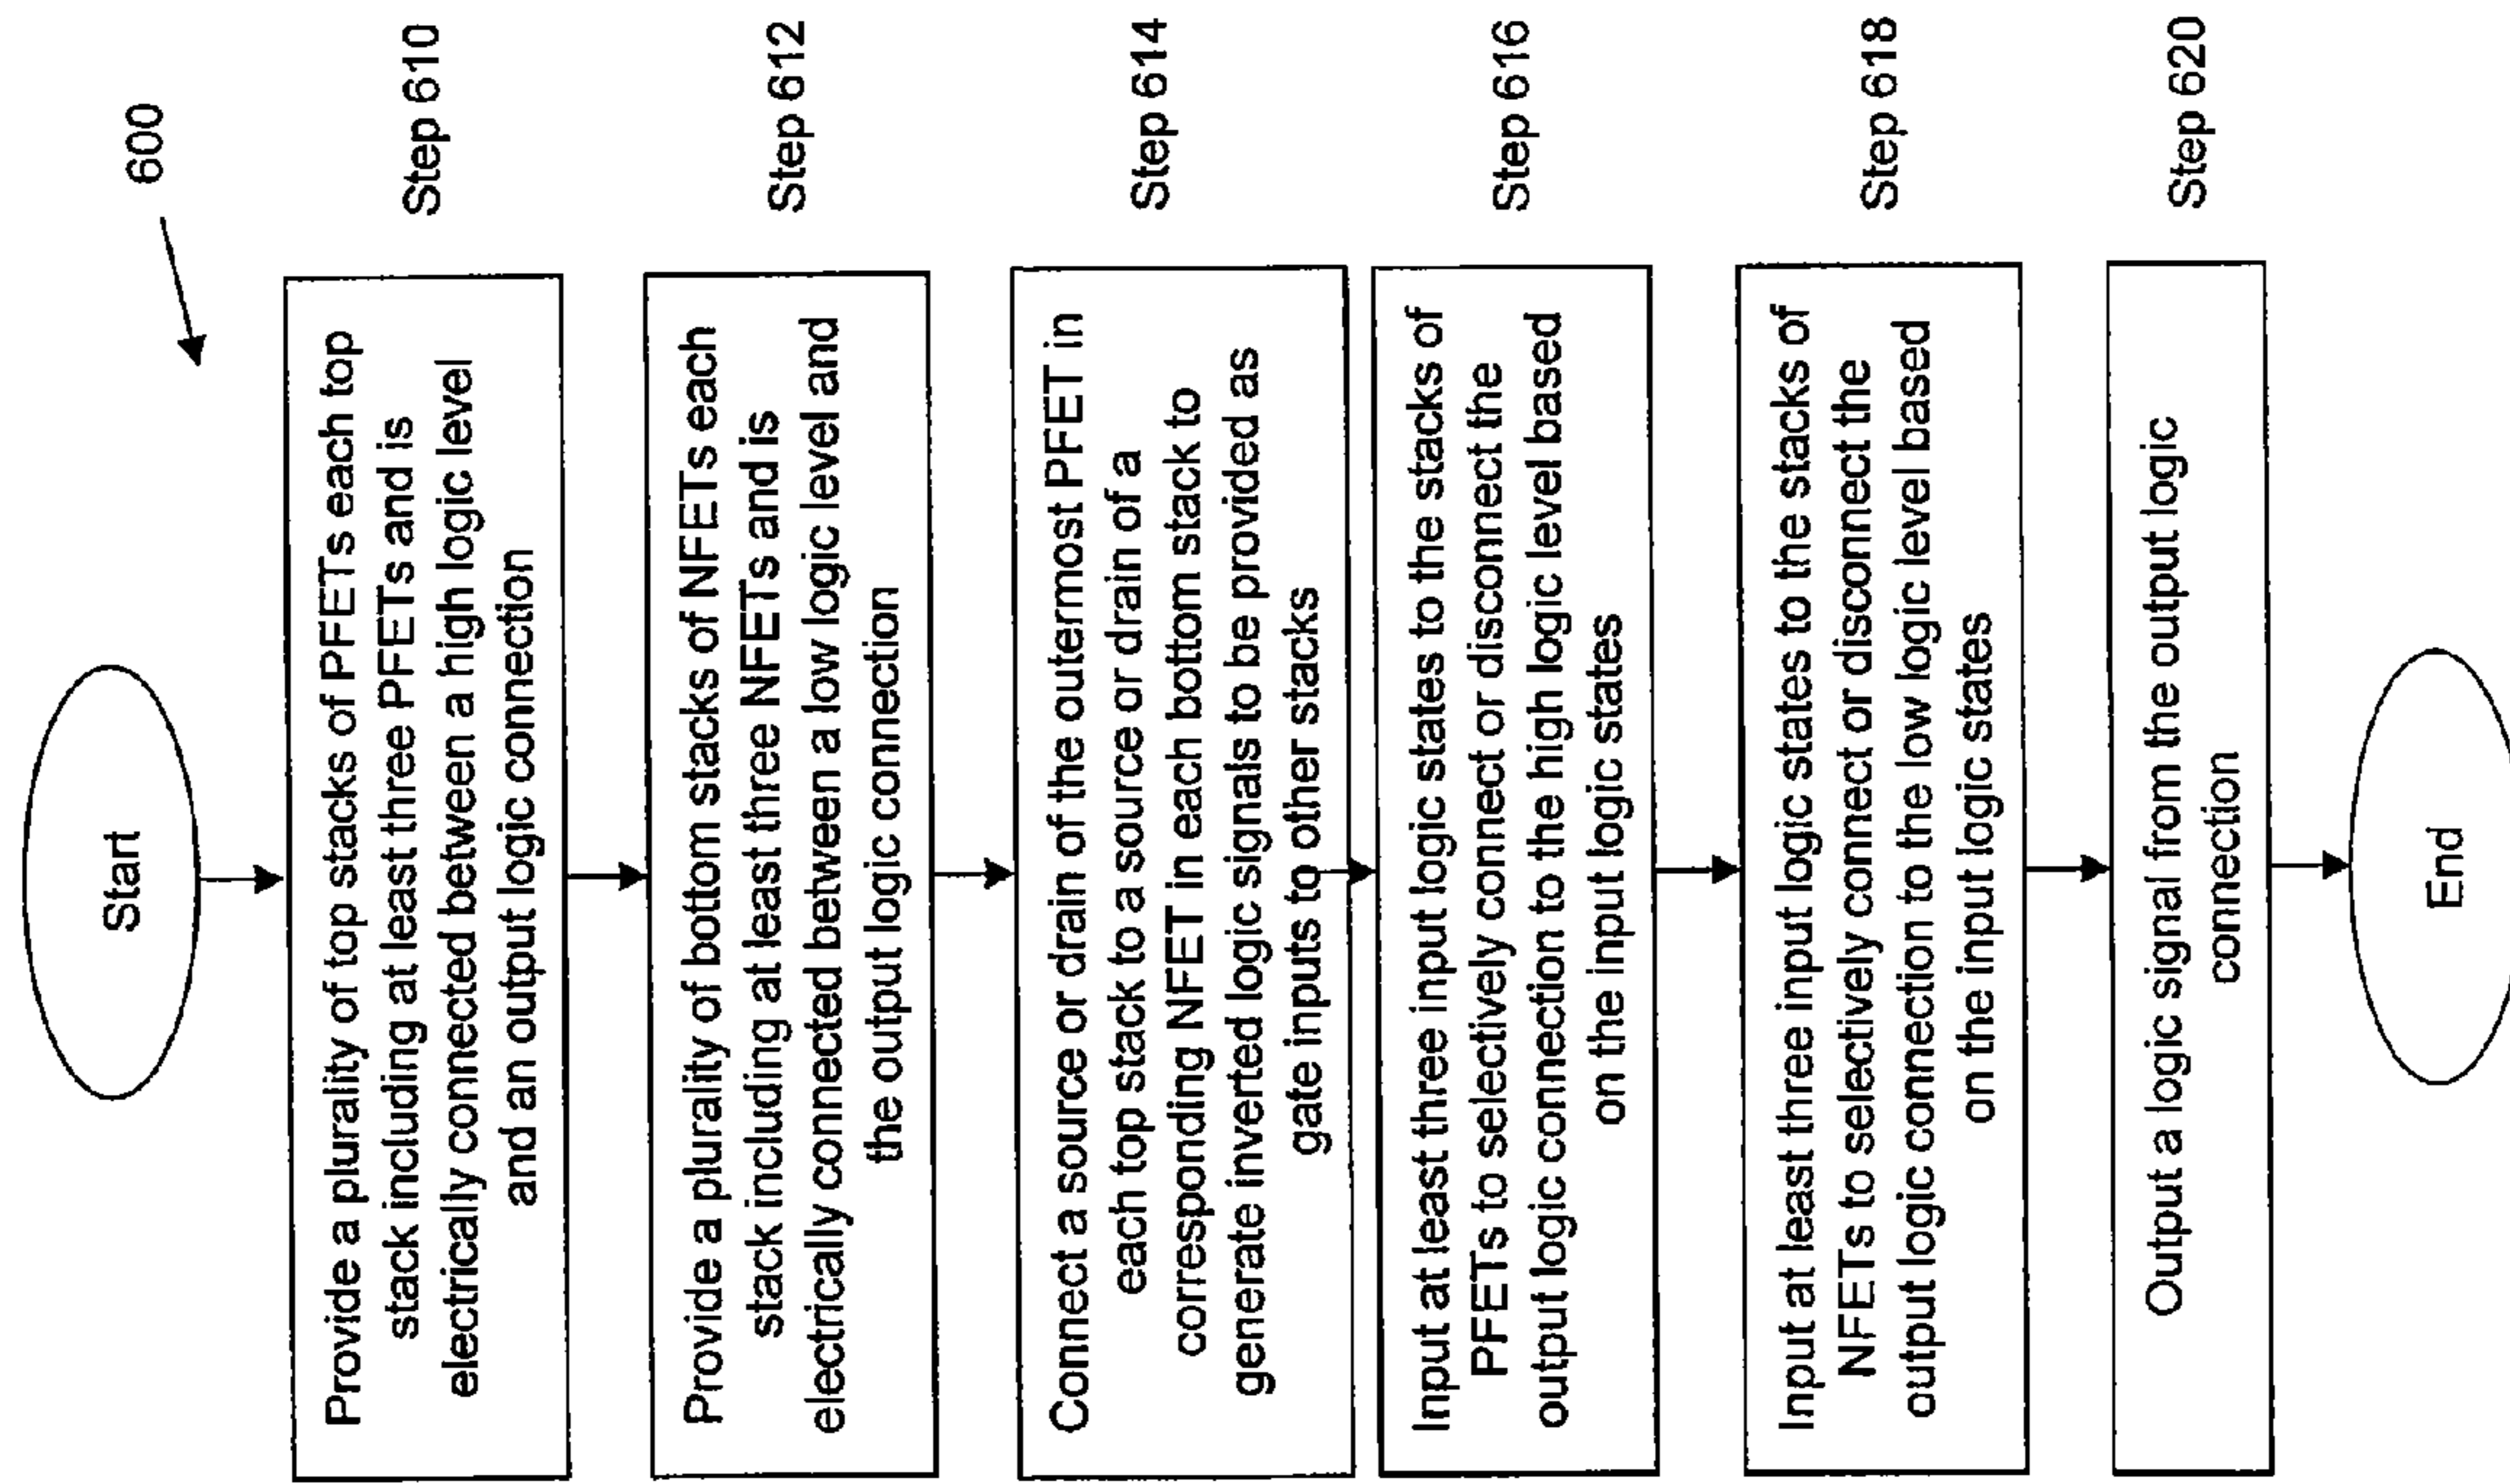 600
Start
Provide a plurality of top stacks of PFETs each top
stack including at least three PFETs and is
electrically connected between a high logic level
and an output logic connection
Step 610
Provide a plurality of bottom stacks of NFETs each
stack including at least three NFETs and is
electrically connected between a low logic level and
the output logic connection
Step 612
Connect a source or drain of the outermost PFET in
each top stack to a source or drain of a
corresponding NFET in each bottom stack to
generate inverted logic signals to be provided as
gate inputs to other stacks
Step 614
Input at least three input logic states to the stacks of
PFETs to selectively connect or disconnect the
output logic connection to the high logic level based
on the input logic states
Step 616
Input at least three input logic states to the stacks of
NFETs to selectively connect or disconnect the
output logic connection to the low logic level based
on the input logic states
Step 618
Output a logic signal from the output logic
connection
Step 620
End